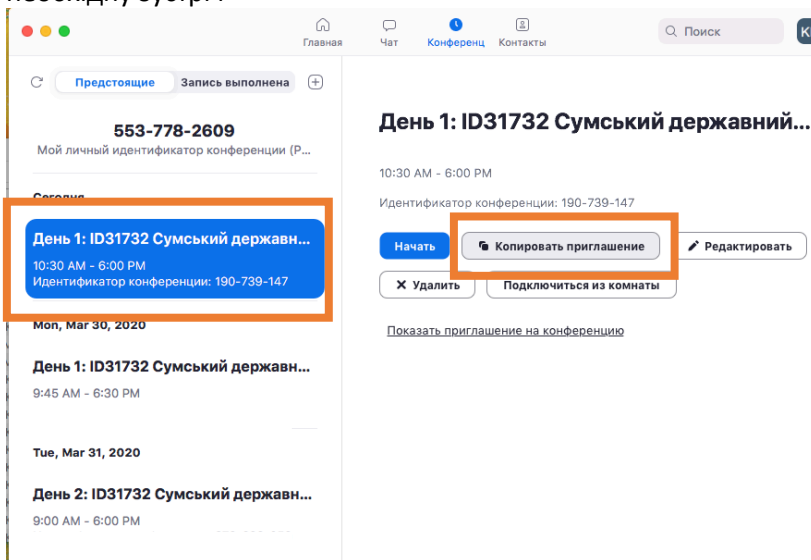 Главная
Чат
Конференц
Контакты
Поиск
Предстоящие
Запись выполнена
553-778-2609
Мой личный идентификатор конференции (P...
Сегодня
День 1: ID31732 Сумський державн...
10:30 AM - 6:00 PM
Идентификатор конференции: 190-739-147
Mon, Mar 30, 2020
День 1: ID31732 Сумський державн...
9:45 AM - 6:30 PM
Tue, Mar 31, 2020
День 2: ID31732 Сумський державн...
9:00 AM - 6:00 PM
День 1: ID31732 Сумський державний...
10:30 AM - 6:00 PM
Идентификатор конференции: 190-739-147
Начать
Копировать приглашение
Редактировать
Удалить
Подключиться из комнаты
Показать приглашение на конференцию